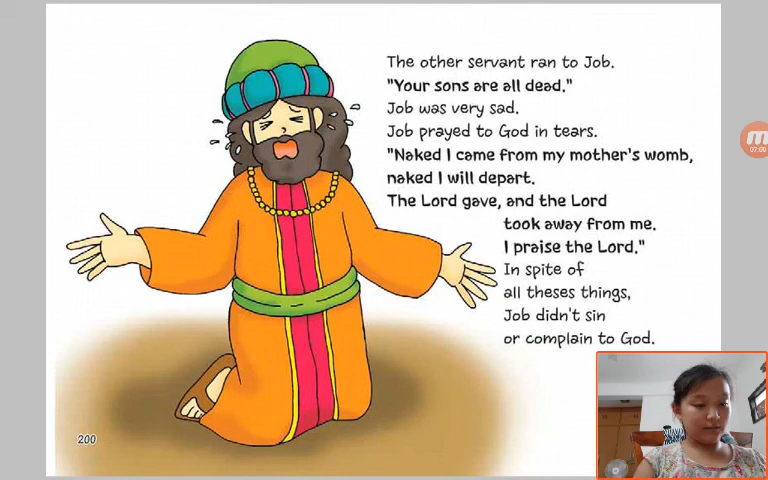 The other servant ran to Job.
"Your sons are all dead."
Job was very sad.
Job prayed to God in tears.
"Naked I came from my mother's womb,
naked I will depart.
The Lord gave, and the Lord
took away from me.
I praise the Lord."
In spite of
all theses things,
Job didn't sin
or complain to God.
200
M
07:00